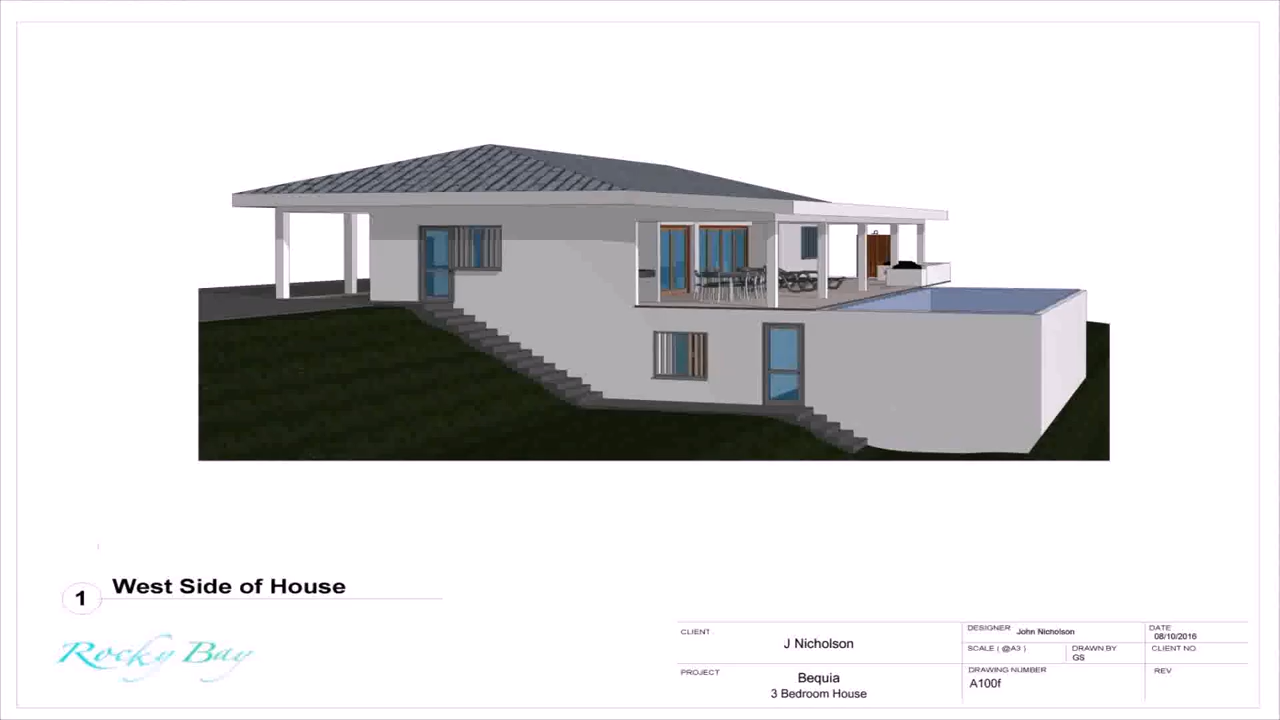 West Side of House
1
Rocky Bay
CLIENT
J Nicholson
PROJECT
Bequia
3 Bedroom House
DESIGNER John Nicholson
SCALE ( @A3 )
DRAWN BY
GS
DRAWING NUMBER
A100f
DATE
08/10/2016
CLIENT NO
REV